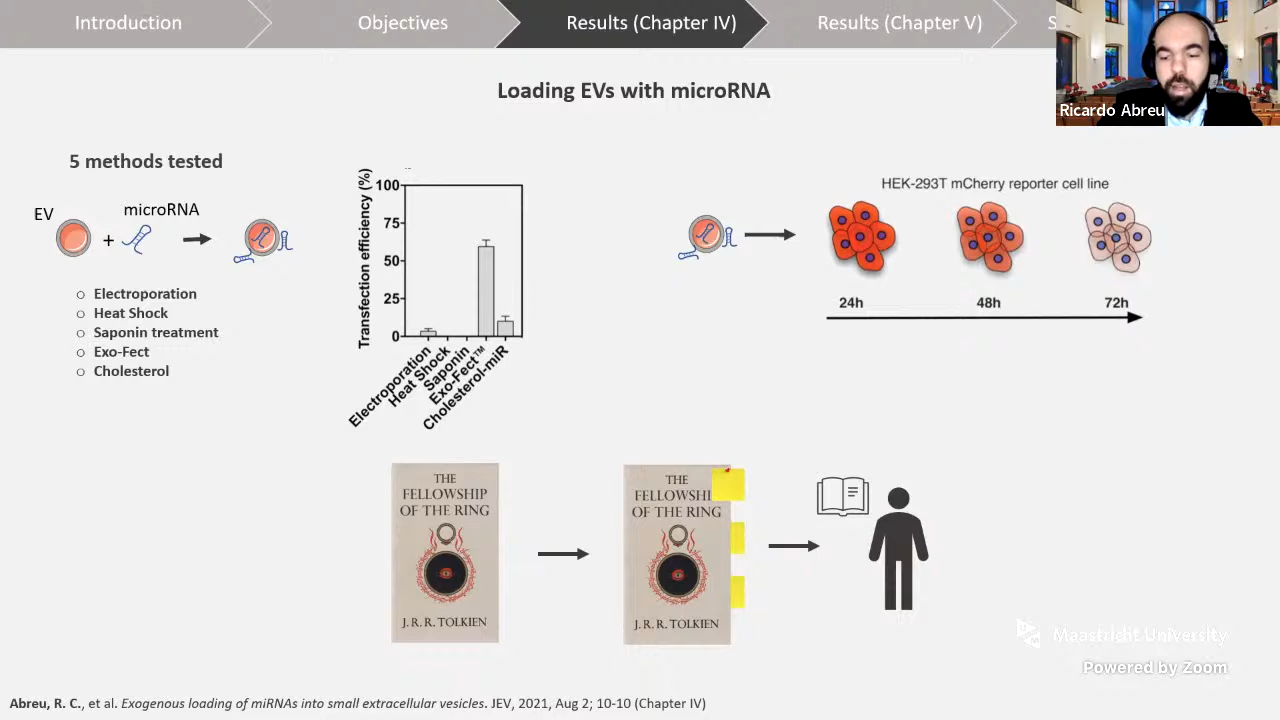 Introduction
Objectives
Results (Chapter IV)
Results (Chapter V)
S
Ricardo Abreu
Loading EVs with microRNA
5 methods tested
EV
microRNA
+
Electroporation
Heat Shock
Saponin treatment
Exo-Fect
Cholesterol
Transfection efficiency (%)
100
75
50
25
0
Electroporation
Heat Shock
Saponin
Exo-Fect™
Cholesterol-miR
HEK-293T mCherry reporter cell line
24h
48h
72h
THE
FELLOWSHIP
OF THE RING
J. R. R. TOLKIEN
THE
FELLOWSHI
OF THE RING
J. R. R. TOLKIEN
Maastricht University
Powered by Zoom
Abreu, R. C., et al. Exogenous loading of miRNAs into small extracellular vesicles. JEV, 2021, Aug 2; 10-10 (Chapter IV)